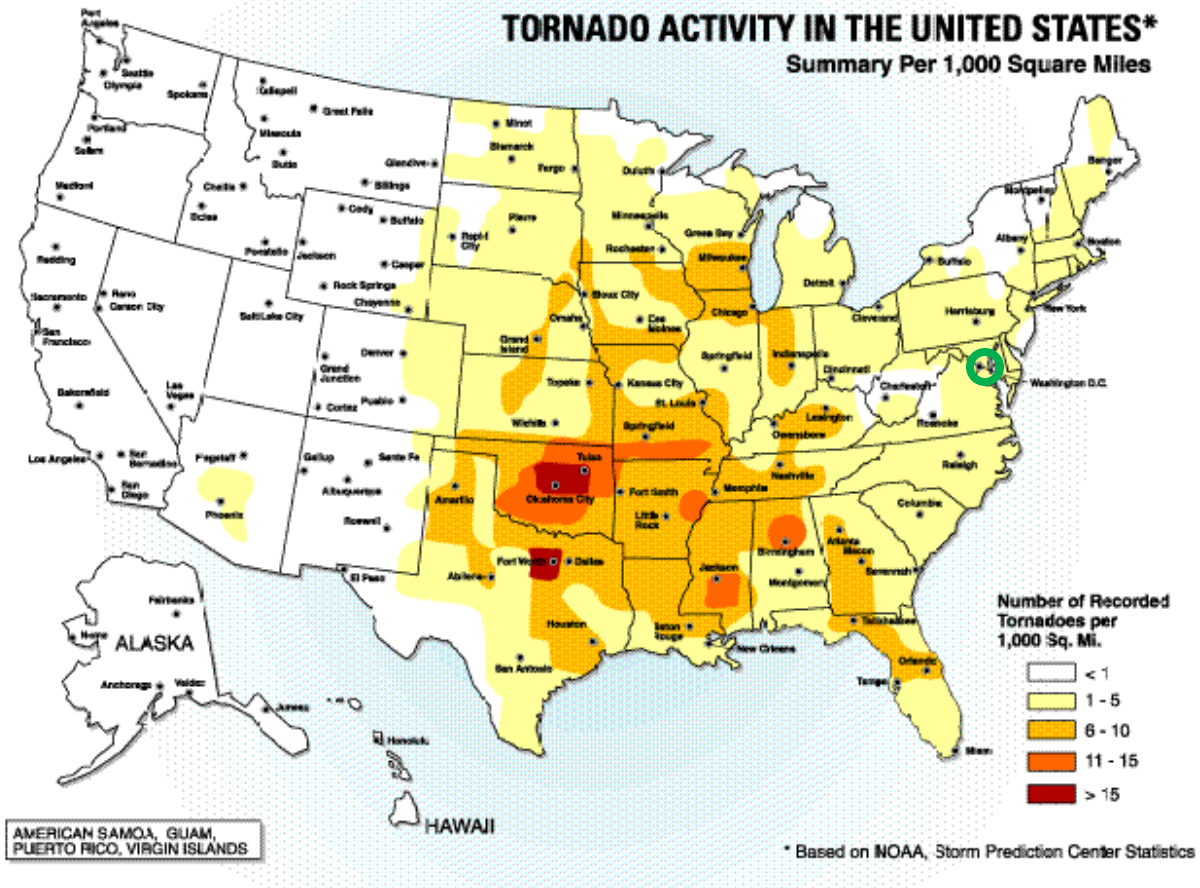 TORNADO ACTIVITY IN THE UNITED STATES*
Summary Per 1,000 Square Miles
Port
Angeles
Seattle
Olympia
Spokane
Portland
Salem
Medford
Kalispell
Great Falls
Missoula
Butte
Glendive
Billings
Challis
Boise
Pocatello
Jackson
Cody
Buffalo
Casper
Rock Springs
Cheyenne
Redding
Sacramento
San
Francisco
Reno
Carson City
Salt Lake City
Bakersfield
Las
Vegas
Los Angeles
San
Bernardino
San
Diego
Flagstaff
Phoenix
Grand
Junction
Denver
Cortez
Pueblo
Gallup
Santa Fe
Albuquerque
Roswell
El Paso
Minot
Bismarck
Fargo
Pierre
Rapid
City
Duluth
Minneapolis
Rochester
Green Bay
Milwaukee
Sioux City
Omaha
Des
Moines
Grand
Island
Chicago
Detroit
Topeka
Kansas City
Springfield
Indianapolis
St. Louis
Wichita
Springfield
Tulsa
Oklahoma City
Amarillo
Fort Smith
Little
Rock
Memphis
Nashville
Owensboro
Lexington
Cincinnati
Cleveland
Charleston
Roanoke
Buffalo
Albany
Montpelier
Bangor
Boston
New York
Harrisburg
Washington D.C.
Raleigh
Columbia
Atlanta
Macon
Savannah
Birmingham
Montgomery
Jackson
Fort Worth
Dallas
Abilene
Houston
San Antonio
Baton
Rouge
New Orleans
Tallahassee
Orlando
Tampa
Miami
Fairbanks
Nome
ALASKA
Anchorage
Valdez
Juneau
Honolulu
HAWAII
Number of Recorded
Tornadoes per
1,000 Sq. Mi.
< 1
1 - 5
6 - 10
11 - 15
> 15
AMERICAN SAMOA, GUAM,
PUERTO RICO, VIRGIN ISLANDS
* Based on NOAA, Storm Prediction Center Statistics